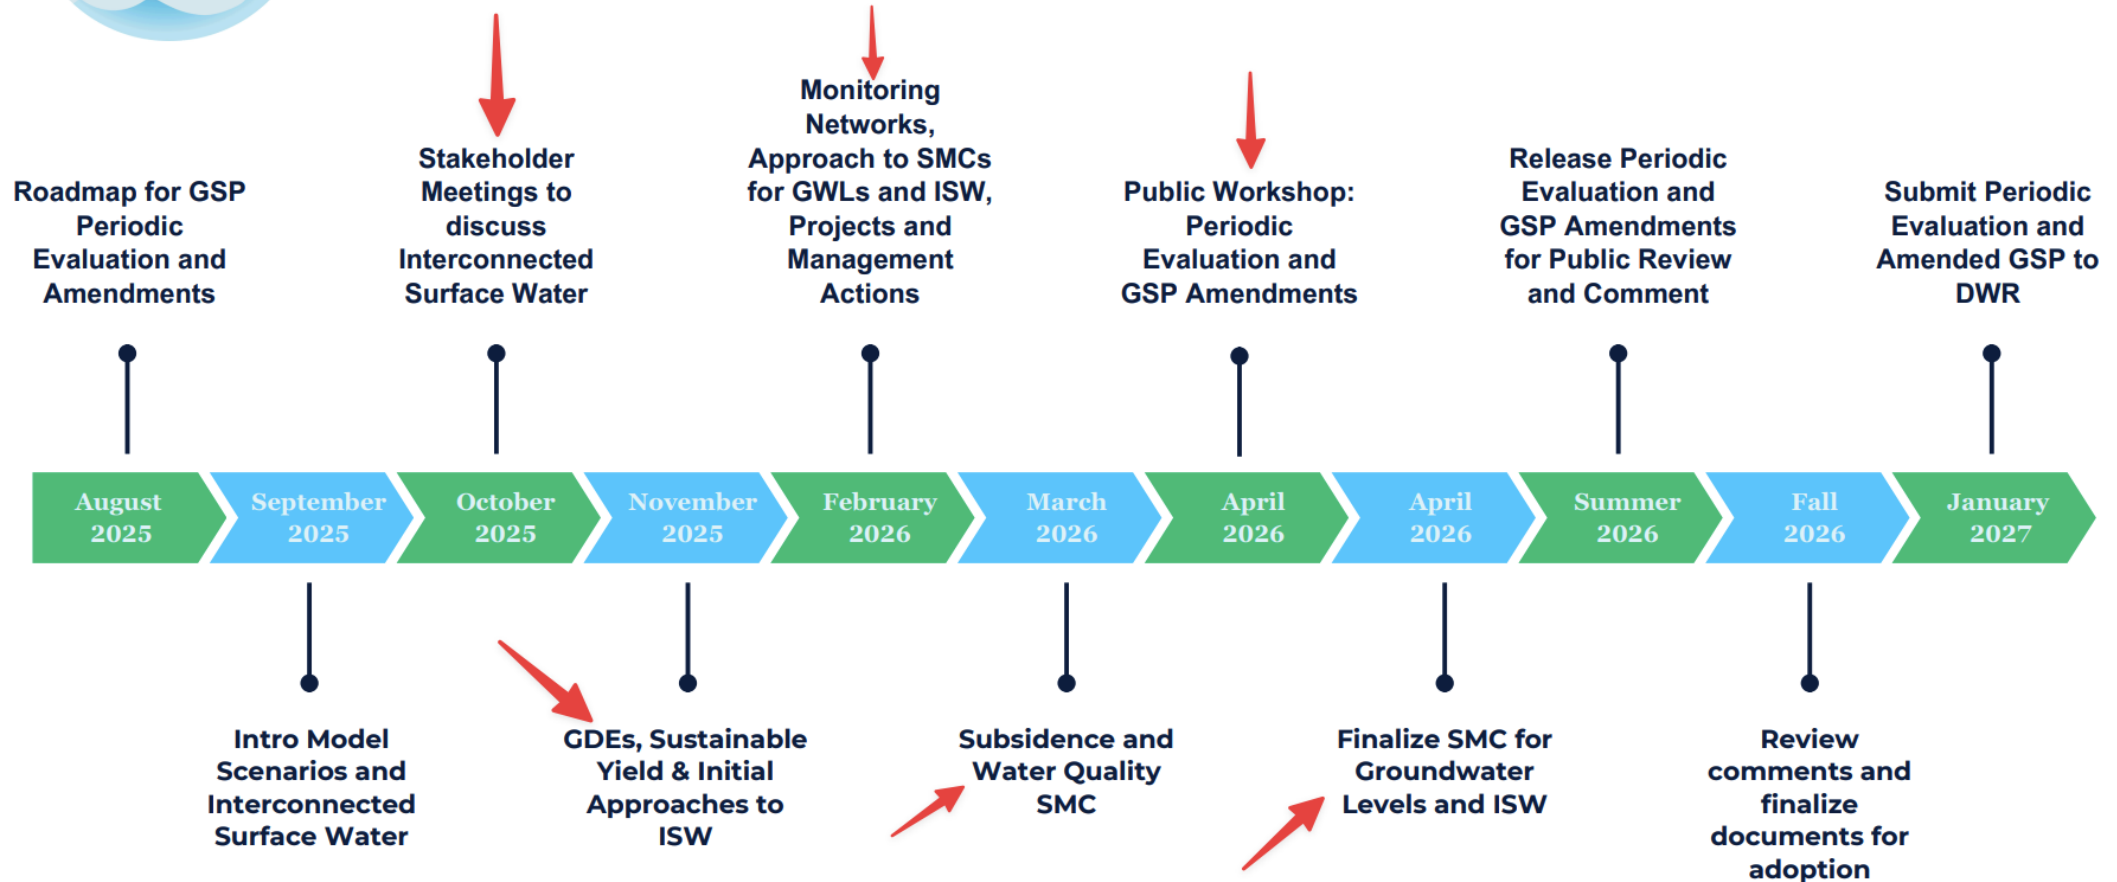 Roadmap for GSP
Periodic
Evaluation and
Amendments
Stakeholder
Meetings to
discuss
Interconnected
Surface Water
Monitoring
Networks,
Approach to SMCs
for GWLs and ISW,
Projects and
Management
Actions
Public Workshop:
Periodic
Evaluation and
GSP Amendments
Release Periodic
Evaluation and
GSP Amendments
for Public Review
and Comment
Submit Periodic
Evaluation and
Amended GSP to
DWR
August
2025
September
2025
October
2025
November
2025
February
2026
March
2026
April
2026
April
2026
Summer
2026
Fall
2026
January
2027
Intro Model
Scenarios and
Interconnected
Surface Water
GDEs, Sustainable
Yield & Initial
Approaches to
ISW
Subsidence and
Water Quality
SMC
Finalize SMC for
Groundwater
Levels and ISW
Review
comments and
finalize
documents for
adoption